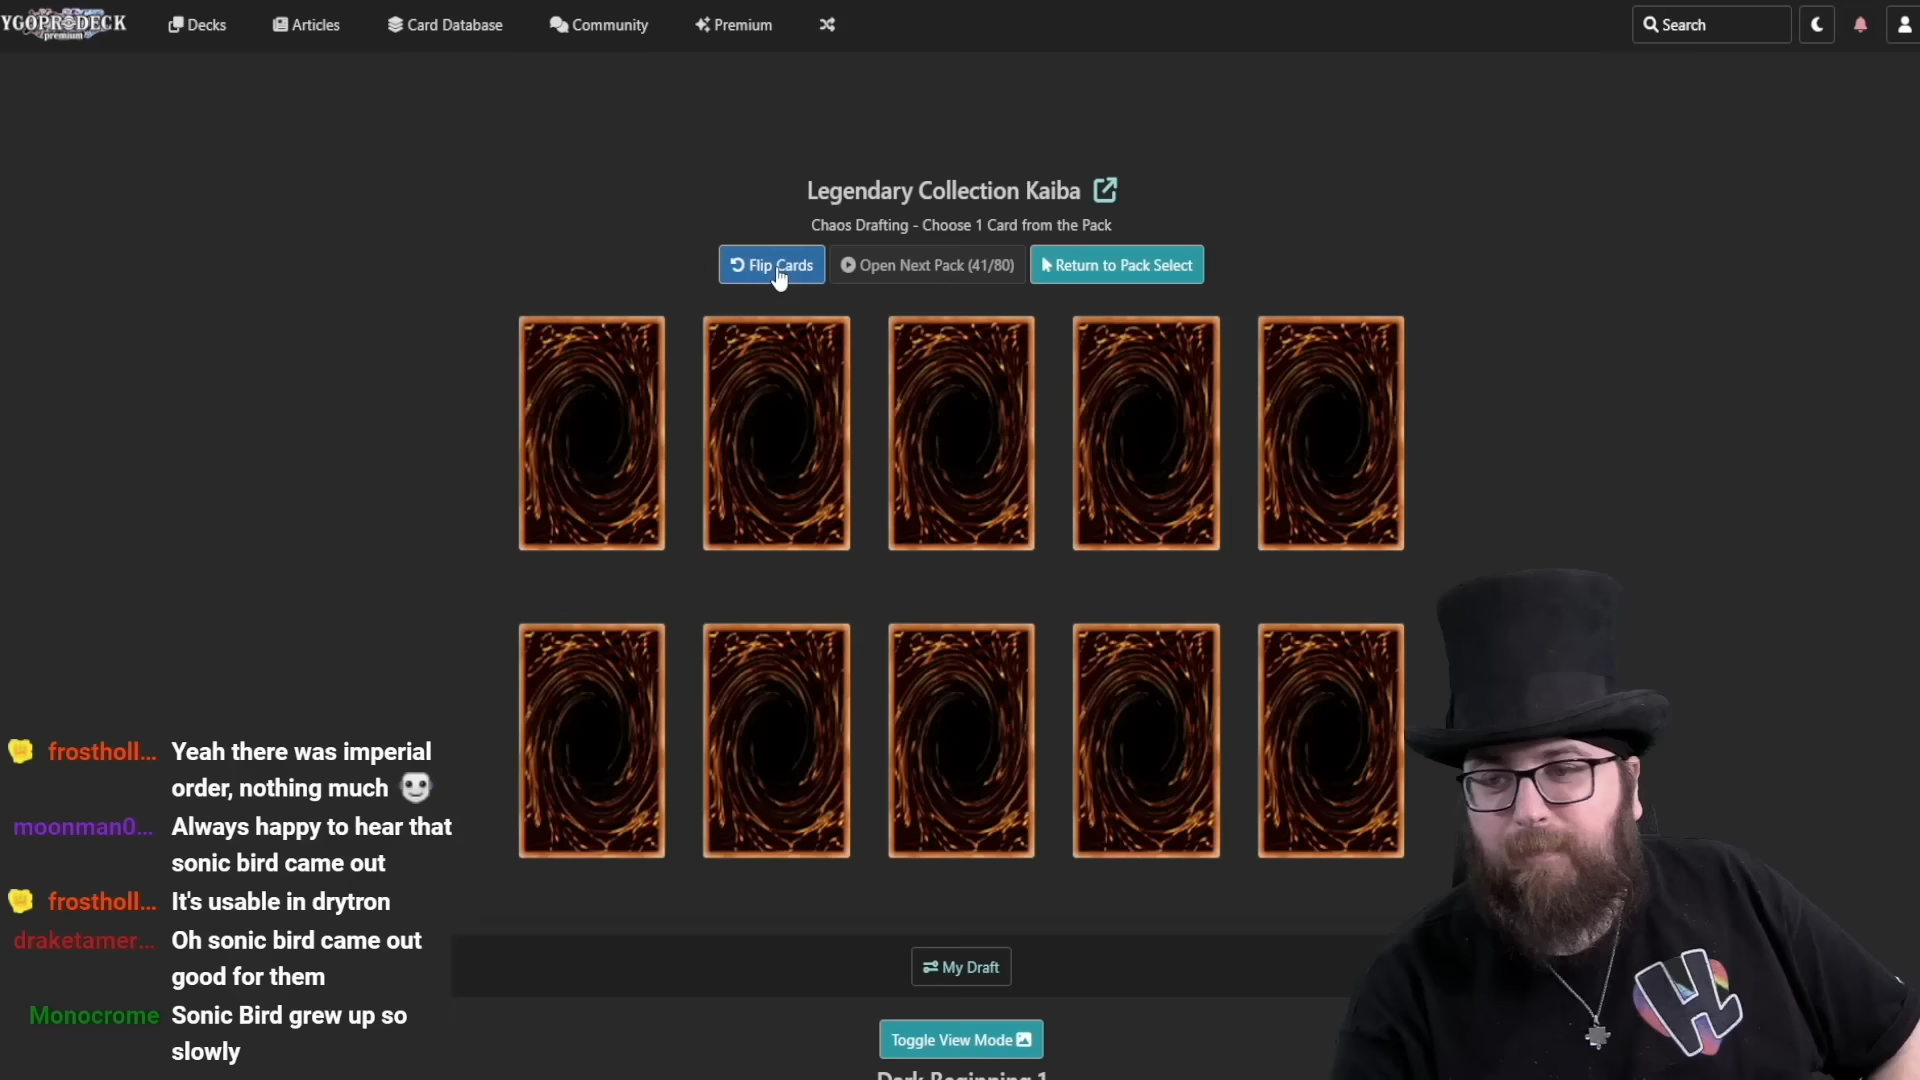 YGOPRODECK
premium
Decks
Articles
Card Database
Community
Premium
Search
Legendary Collection Kaiba
Chaos Drafting - Choose 1 Card from the Pack
Flip Cards
Open Next Pack (41/80)
Return to Pack Select
frostholl... Yeah there was imperial
order, nothing much
moonman0... Always happy to hear that
sonic bird came out
frostholl... It's usable in drytron
draketamer... Oh sonic bird came out
good for them
Monocrome Sonic Bird grew up so
slowly
My Draft
Toggle View Mode
Dark Beginning 1
H